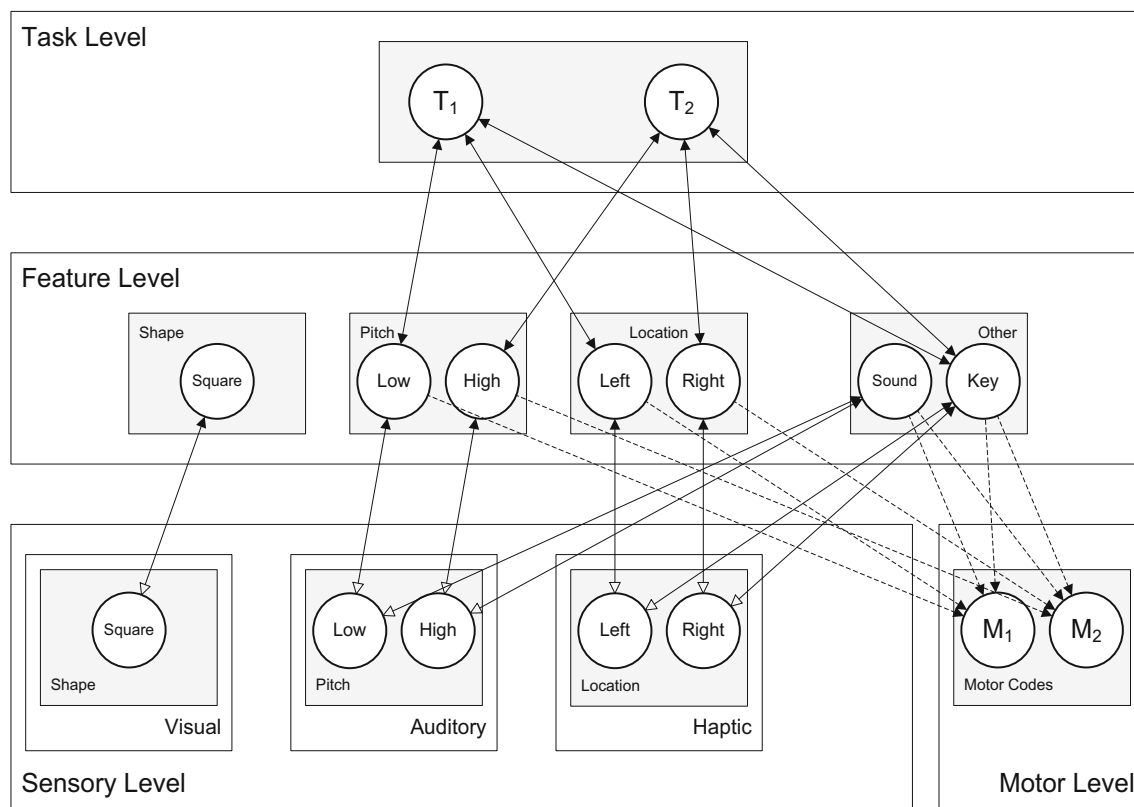 Task Level
T1
T2
Feature Level
Shape
Square
Pitch
Low
High
Location
Left
Right
Other
Sound
Key
Square
Shape
Visual
Low
High
Pitch
Auditory
Left
Right
Location
Haptic
Sensory Level
M1
M2
Motor Codes
Motor Level